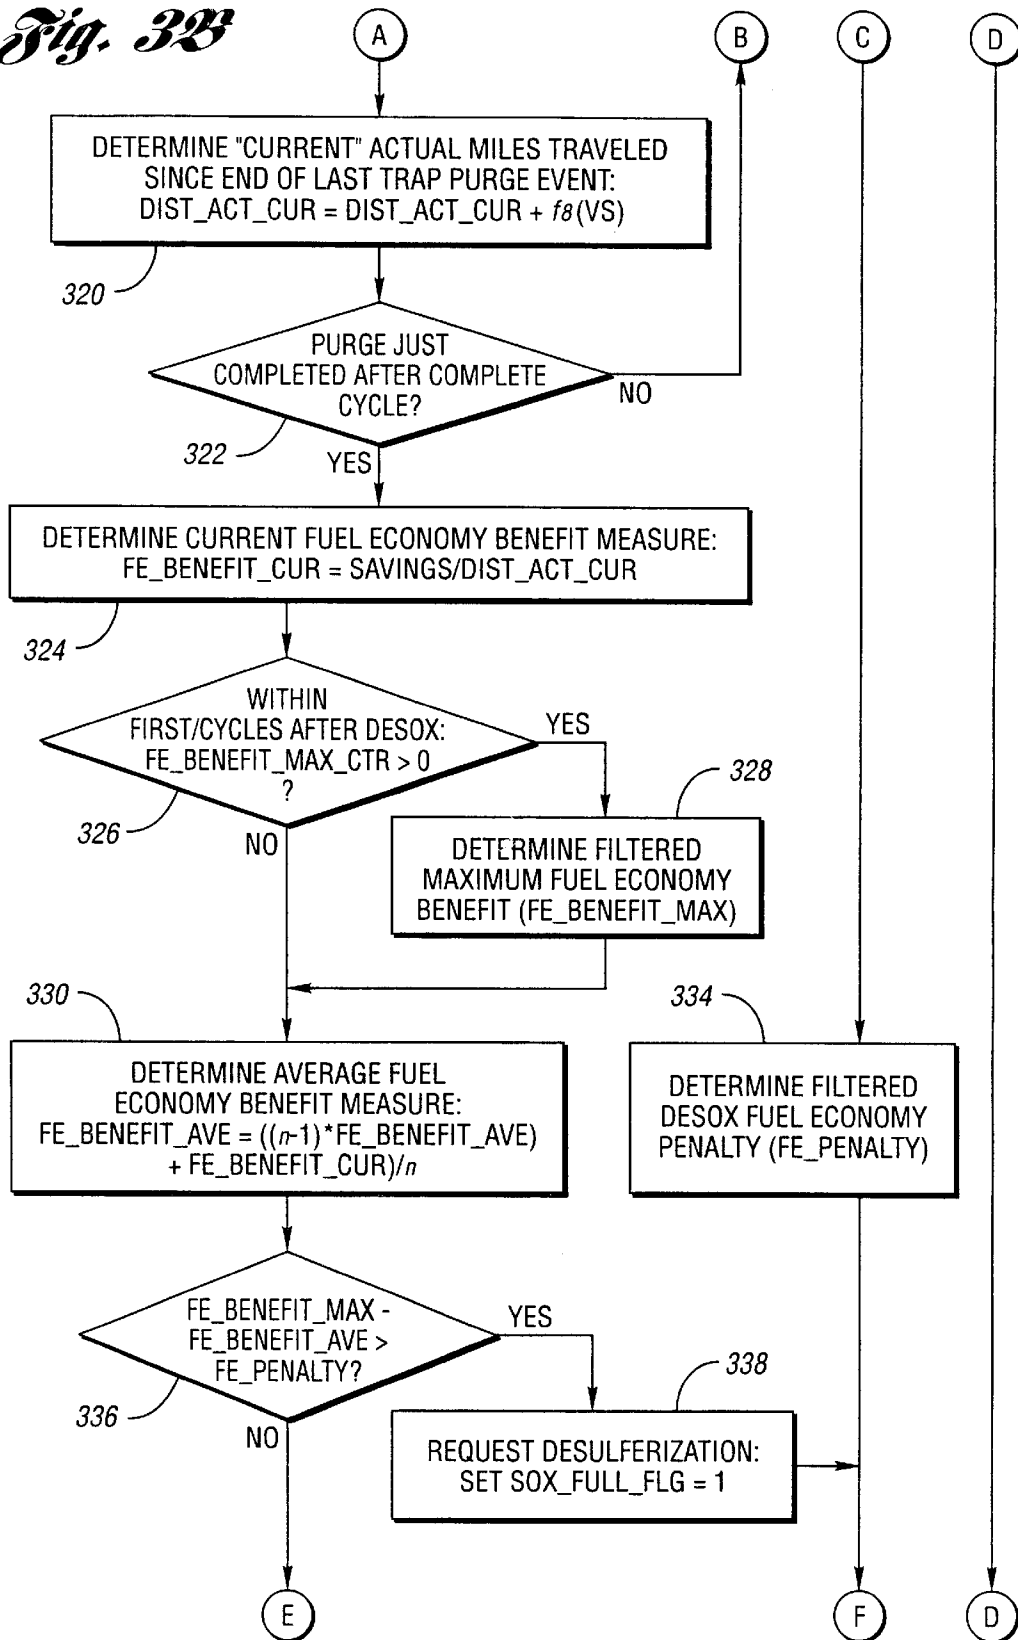 Fig. 3B
A
B
C
D
DETERMINE "CURRENT" ACTUAL MILES TRAVELED
SINCE END OF LAST TRAP PURGE EVENT:
DIST_ACT_CUR = DIST_ACT_CUR + f8(VS)
320
PURGE JUST
COMPLETED AFTER COMPLETE
CYCLE?
NO
322
YES
DETERMINE CURRENT FUEL ECONOMY BENEFIT MEASURE:
FE_BENEFIT_CUR = SAVINGS/DIST_ACT_CUR
324
WITHIN
FIRST/CYCLES AFTER DESOX:
FE_BENEFIT_MAX_CTR > 0
?
YES
326
NO
328
DETERMINE FILTERED
MAXIMUM FUEL ECONOMY
BENEFIT (FE_BENEFIT_MAX)
330
DETERMINE AVERAGE FUEL
ECONOMY BENEFIT MEASURE:
FE_BENEFIT_AVE = ((n-1)*FE_BENEFIT_AVE)
+ FE_BENEFIT_CUR)/n
334
DETERMINE FILTERED
DESOX FUEL ECONOMY
PENALTY (FE_PENALTY)
FE_BENEFIT_MAX -
FE_BENEFIT_AVE >
FE_PENALTY?
YES
336
NO
338
REQUEST DESULFERIZATION:
SET SOX_FULL_FLG = 1
E
F
D